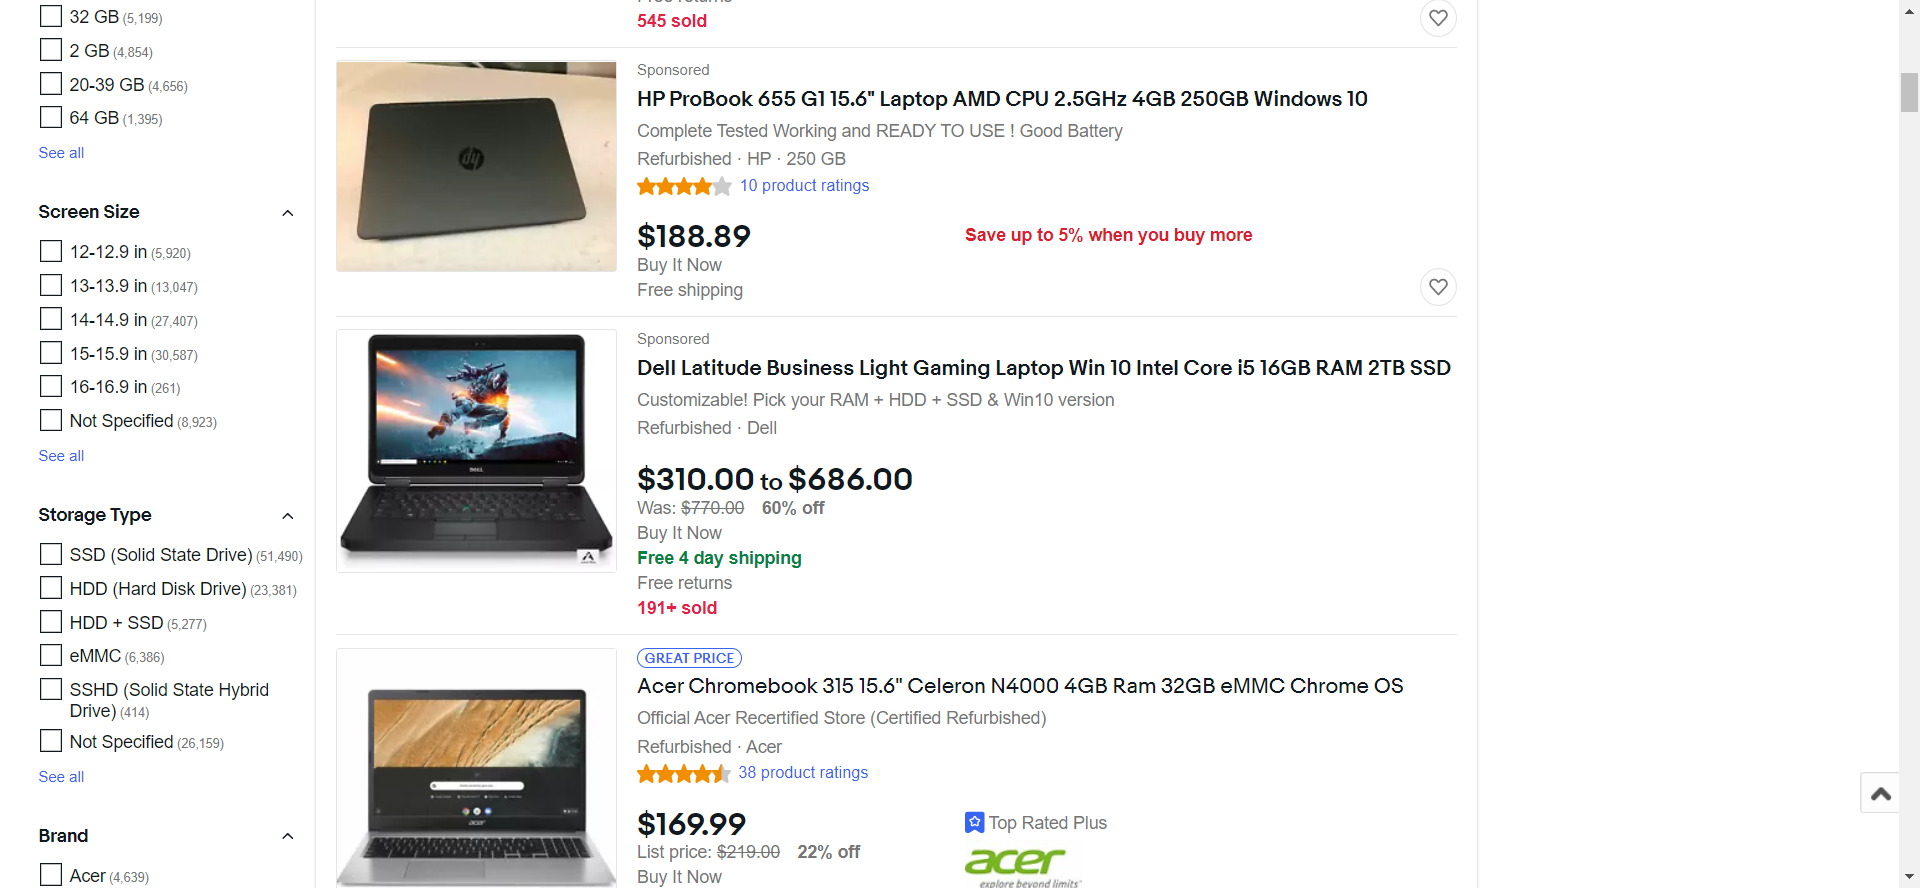 32 GB (5,199)
2 GB (4,854)
20-39 GB (4,656)
64 GB (1,395)
See all
Screen Size
12-12.9 in (5,920)
13-13.9 in (13,047)
14-14.9 in (27,407)
15-15.9 in (30,587)
16-16.9 in (261)
Not Specified (8,923)
See all
Storage Type
SSD (Solid State Drive) (51,490)
HDD (Hard Disk Drive) (23,381)
HDD + SSD (5,277)
eMMC (6,386)
SSHD (Solid State Hybrid
Drive) (414)
Not Specified (26,159)
See all
Brand
Acer (4,639)
Free returns
545 sold
Sponsored
HP ProBook 655 G1 15.6" Laptop AMD CPU 2.5GHz 4GB 250GB Windows 10
Complete Tested Working and READY TO USE ! Good Battery
Refurbished · HP · 250 GB
10 product ratings
$188.89
Save up to 5% when you buy more
Buy It Now
Free shipping
hp
Sponsored
Dell Latitude Business Light Gaming Laptop Win 10 Intel Core i5 16GB RAM 2TB SSD
Customizable! Pick your RAM + HDD + SSD & Win10 version
Refurbished · Dell
$310.00 to $686.00
Was: $770.00 60% off
Buy It Now
Free 4 day shipping
Free returns
191+ sold
DELL
GREAT PRICE
Acer Chromebook 315 15.6" Celeron N4000 4GB Ram 32GB eMMC Chrome OS
Official Acer Recertified Store (Certified Refurbished)
Refurbished · Acer
38 product ratings
$169.99
Top Rated Plus
List price: $219.00 22% off
Buy It Now
acer
explore beyond limits™
acer